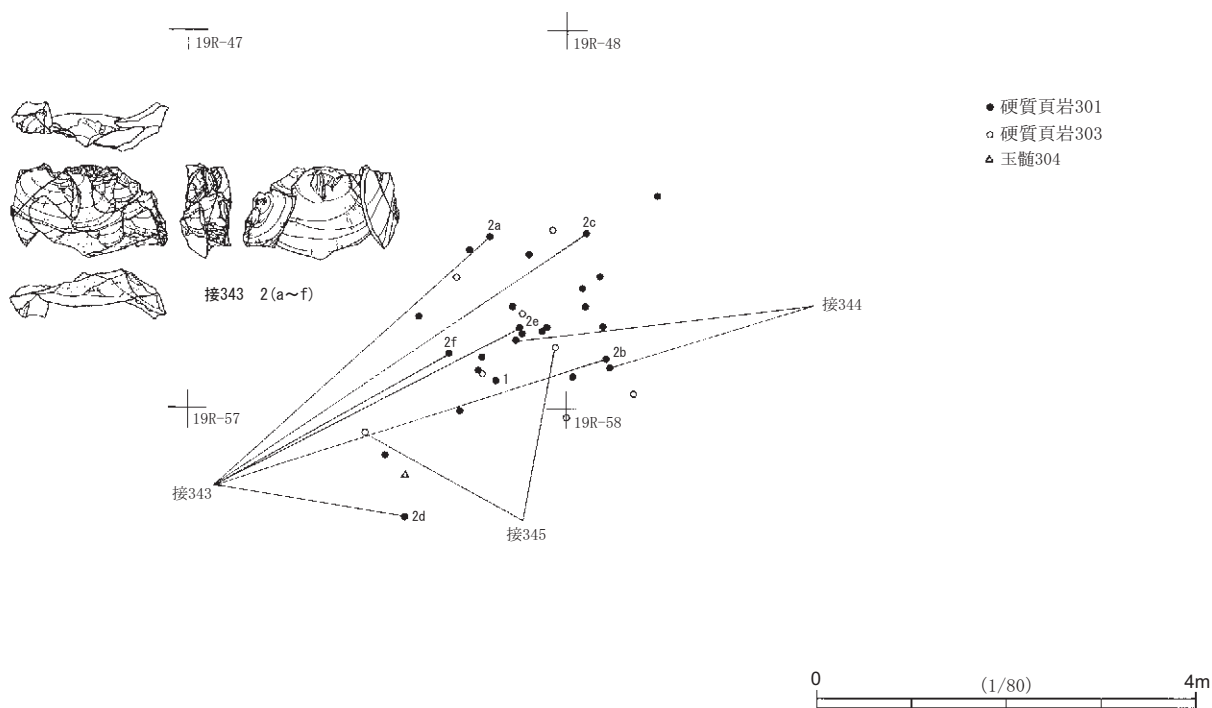 19R-47
19R-48
硬質頁岩301
硬質頁岩303
玉髄304
2a
2c
接343 2(a～f)
接344
2e
2f
2b
1
19R-57
19R-58
接343
2d
接345
0
(1/80)
4m